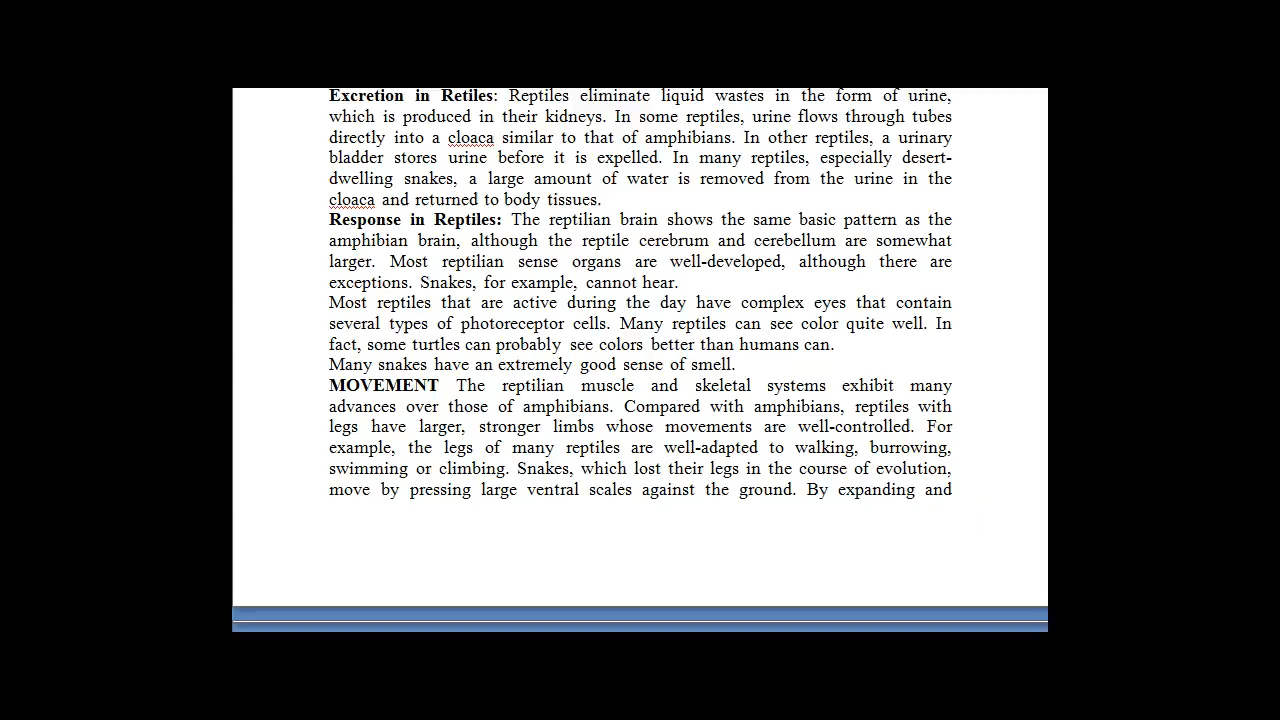 Excretion in Retiles: Reptiles eliminate liquid wastes in the form of urine,
which is produced in their kidneys. In some reptiles, urine flows through tubes
directly into a cloaca similar to that of amphibians. In other reptiles, a urinary
bladder stores urine before it is expelled. In many reptiles, especially desert-
dwelling snakes, a large amount of water is removed from the urine in the
cloaca and returned to body tissues.
Response in Reptiles: The reptilian brain shows the same basic pattern as the
amphibian brain, although the reptile cerebrum and cerebellum are somewhat
larger. Most reptilian sense organs are well-developed, although there are
exceptions. Snakes, for example, cannot hear.
Most reptiles that are active during the day have complex eyes that contain
several types of photoreceptor cells. Many reptiles can see color quite well. In
fact, some turtles can probably see colors better than humans can.
Many snakes have an extremely good sense of smell.
MOVEMENT The reptilian muscle and skeletal systems exhibit many
advances over those of amphibians. Compared with amphibians, reptiles with
legs have larger, stronger limbs whose movements are well-controlled. For
example, the legs of many reptiles are well-adapted to walking, burrowing,
swimming or climbing. Snakes, which lost their legs in the course of evolution,
move by pressing large ventral scales against the ground. By expanding and